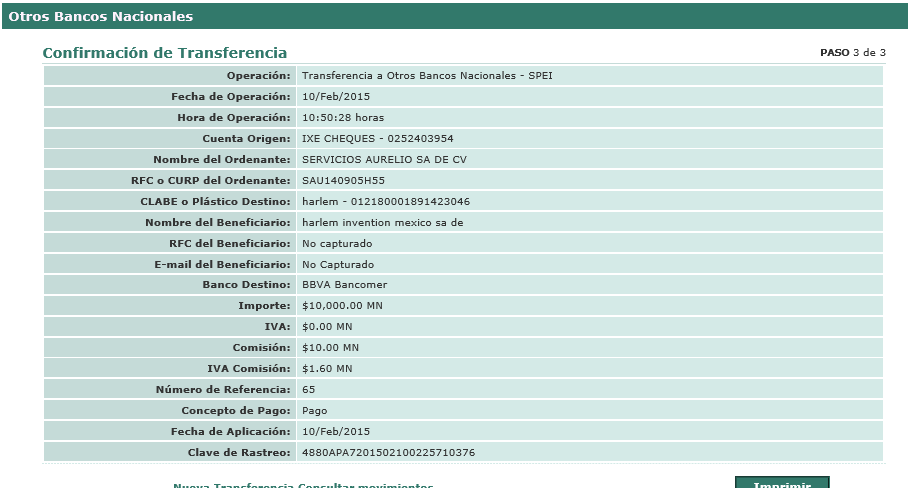 Otros Bancos Nacionales
Confirmación de Transferencia PASO 3 de 3
Operación: Transferencia a Otros Bancos Nacionales - SPEI
Fecha de Operación: 10/Feb/2015
Hora de Operación: 10:50:28 horas
Cuenta Origen: IXE CHEQUES - 0252403954
Nombre del Ordenante: SERVICIOS AURELIO SA DE CV
RFC o CURP del Ordenante: SAU140905H55
CLABE o Plástico Destino: harlem - 012180001891423046
Nombre del Beneficiario: harlem invention mexico sa de
RFC del Beneficiario: No capturado
E-mail del Beneficiario: No Capturado
Banco Destino: BBVA Bancomer
Importe: $10,000.00 MN
IVA: $0.00 MN
Comisión: $10.00 MN
IVA Comisión: $1.60 MN
Número de Referencia: 65
Concepto de Pago: Pago
Fecha de Aplicación: 10/Feb/2015
Clave de Rastreo: 4880APA7201502100225710376
Nueva Transferencia Consultar movimientos Imprimir